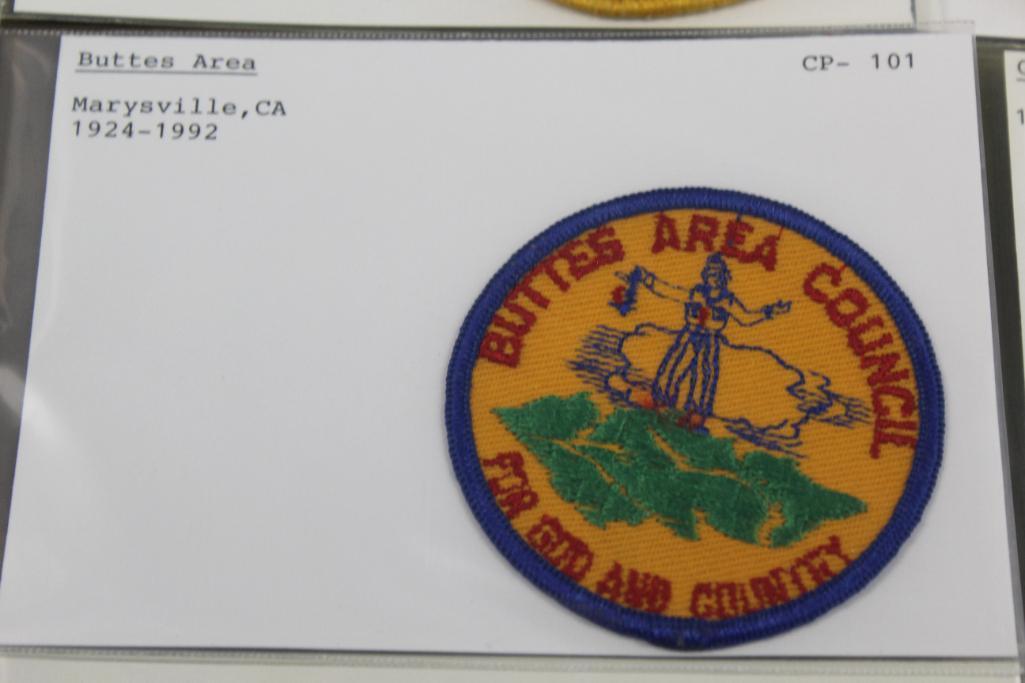 Buttes Area
CP- 101
Marysville,CA
1924-1992
BUTTES AREA COUNCIL
FOR GOD AND COUNTRY